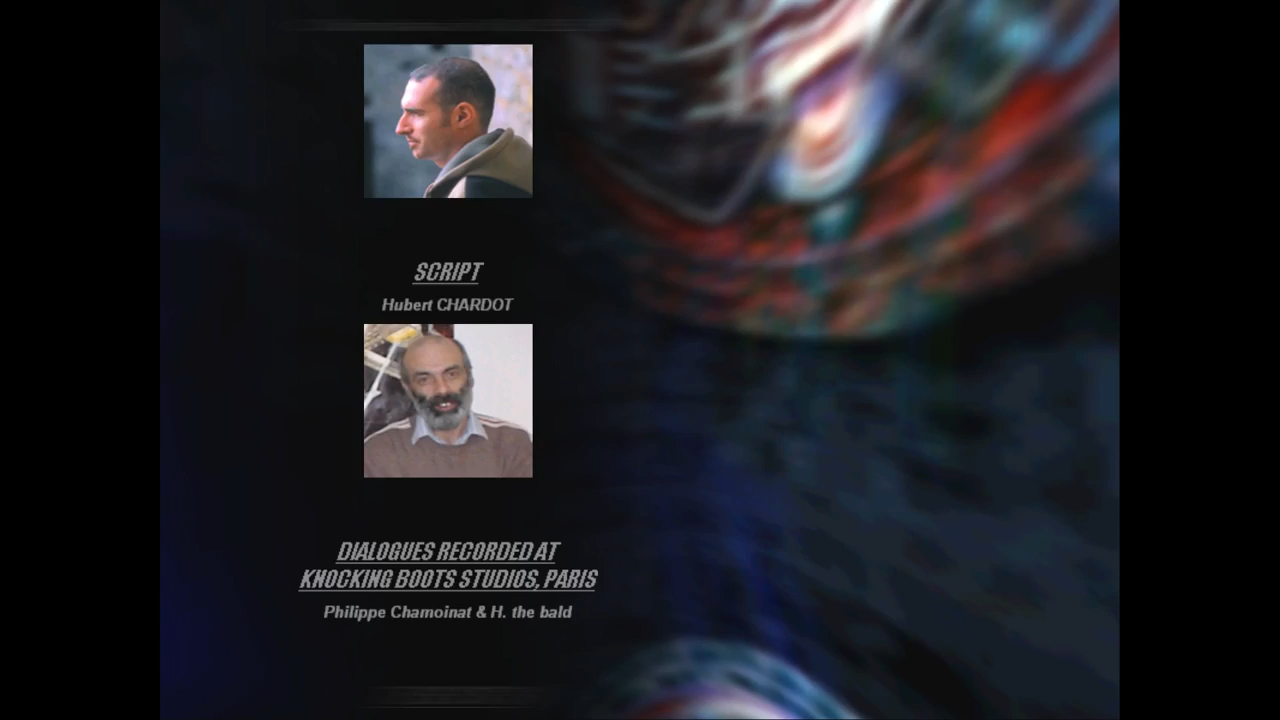 SCRIPT
Hubert CHARDOT
DIALOGUES RECORDED AT
KNOCKING BOOTS STUDIOS, PARIS
Philippe Chamoinat & H. the bald